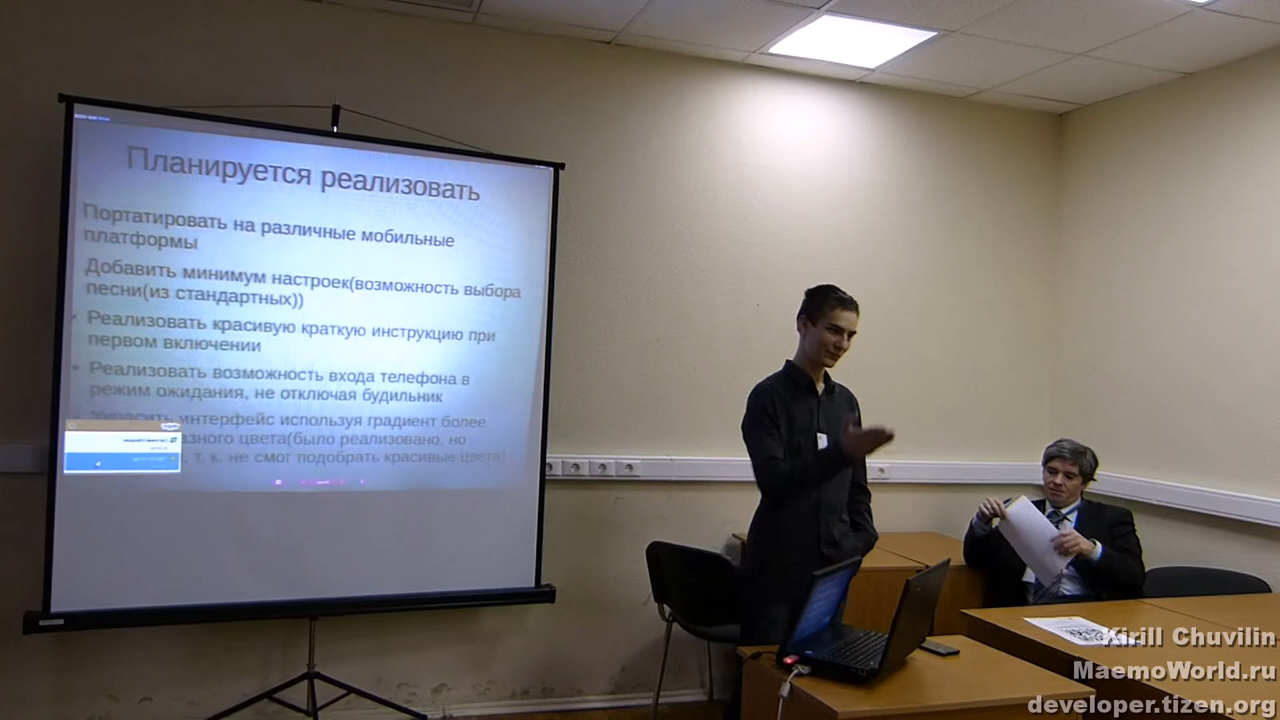 Планируется реализовать
Портатировать на различные мобильные
платформы
Добавить минимум настроек(возможность выбора
песни(из стандартных))
Реализовать красивую краткую инструкцию при
первом включении
Реализовать возможность входа телефона в
режим ожидания, не отключая будильник
Украсить интерфейс используя градиент более
цвета(было реализовано, но
т. к. не смог подобрать красивые цвета)
Kirill Chuvilin
MaemoWorld.ru
developer.tizen.org